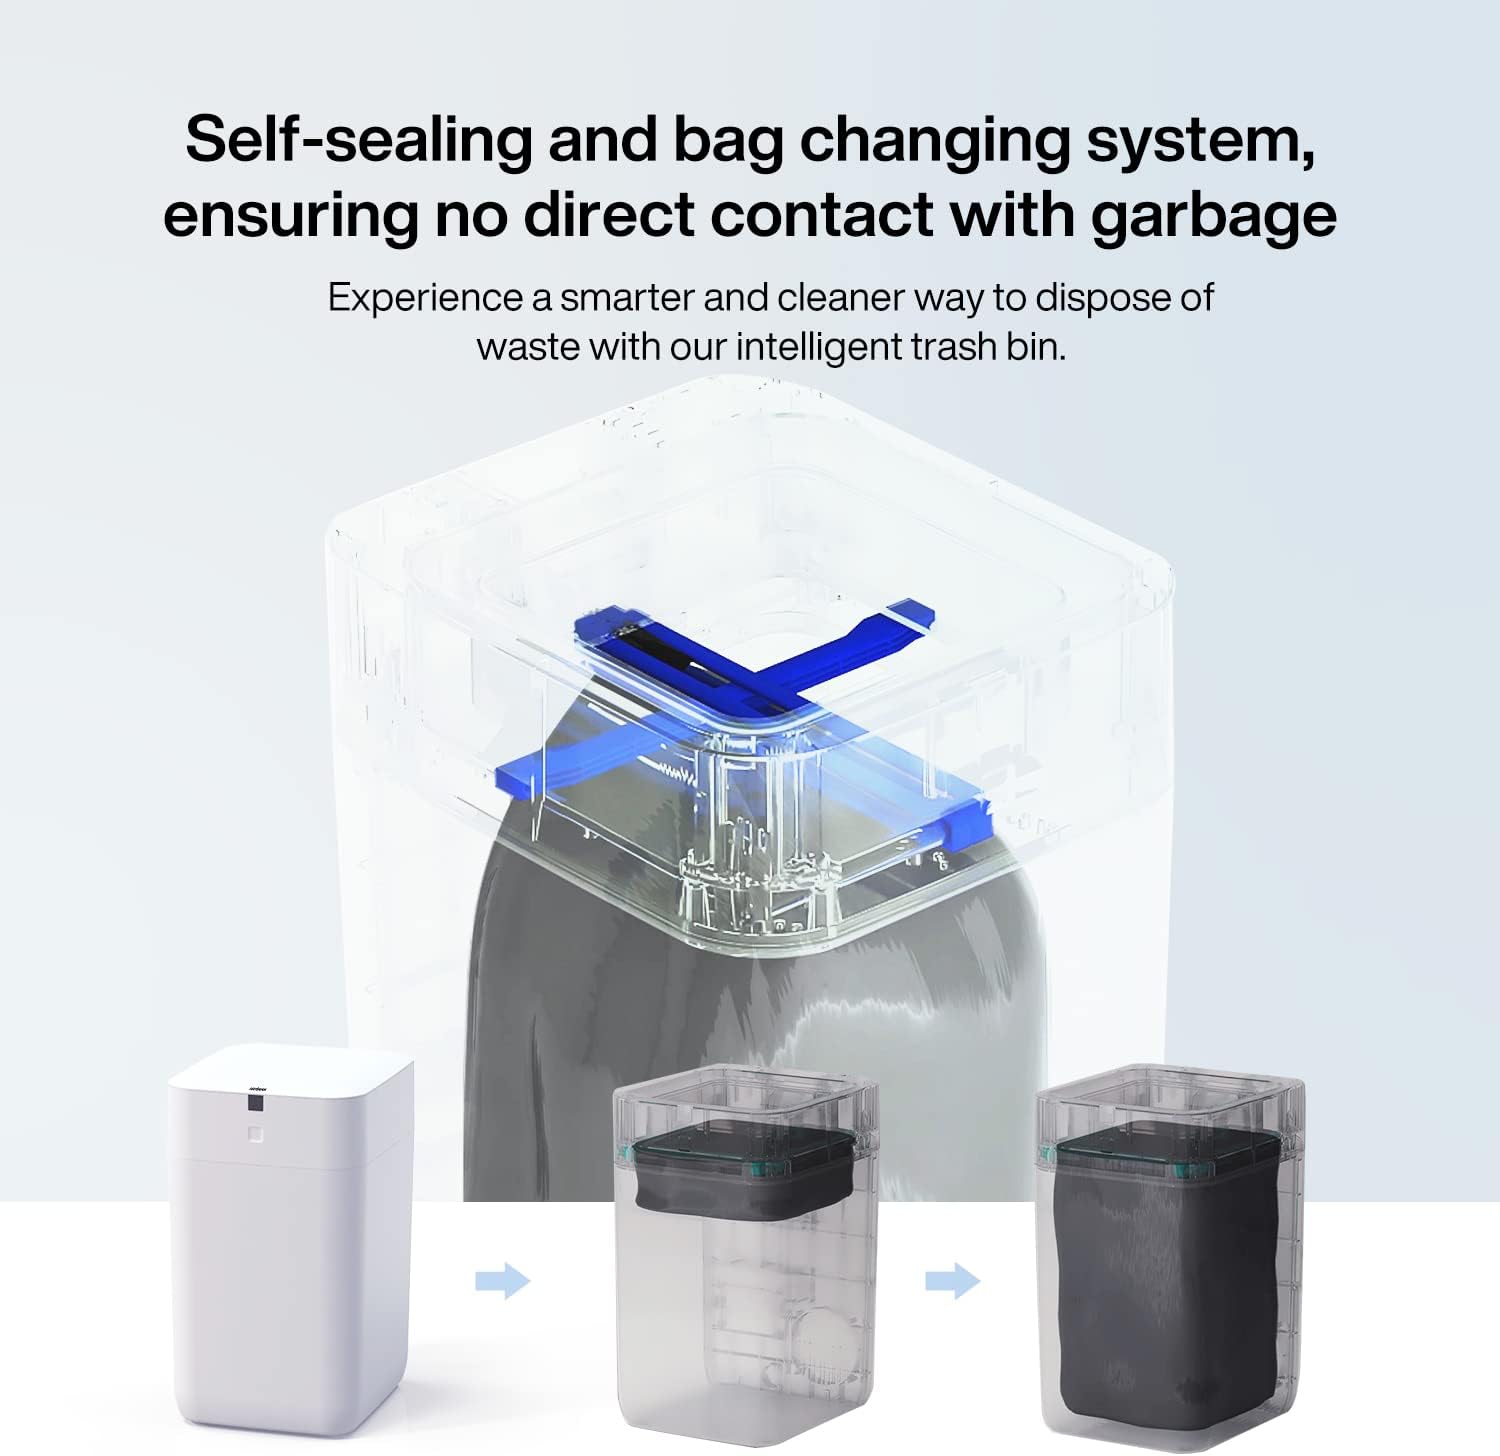 Self-sealing and bag changing system,
ensuring no direct contact with garbage
Experience a smarter and cleaner way to dispose of
waste with our intelligent trash bin.